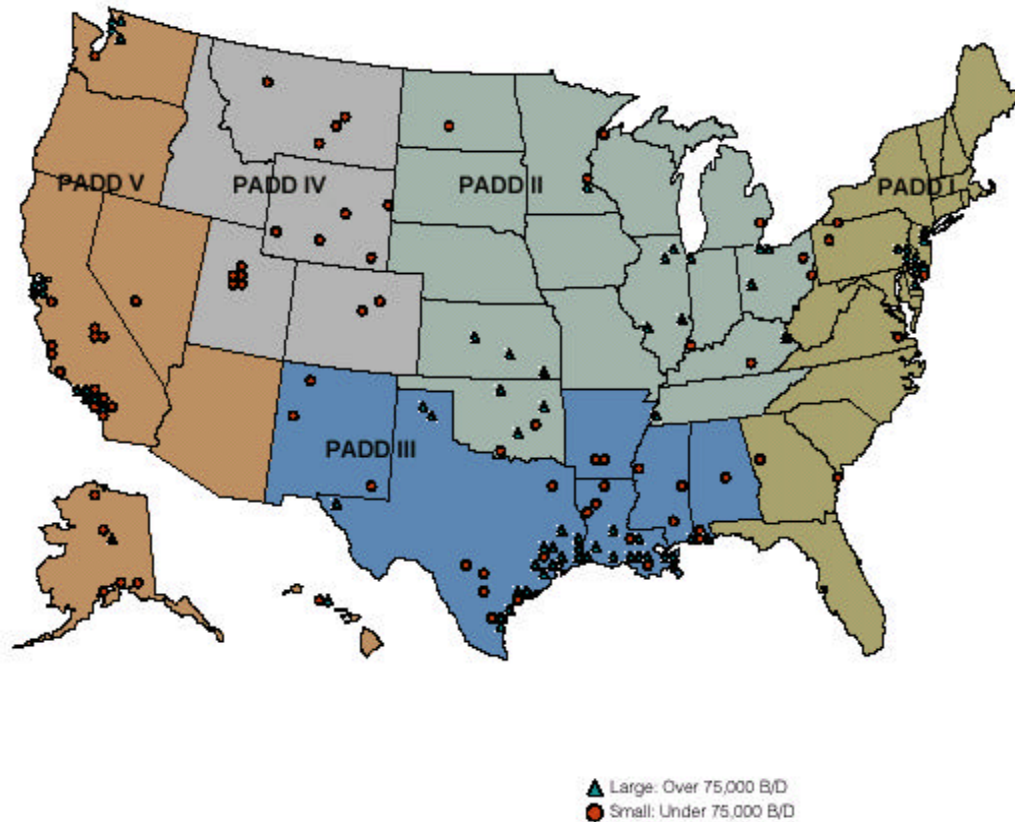 PADD V
PADD IV
PADD II
PADD I
PADD III
Large: Over 75,000 B/D
Small: Under 75,000 B/D